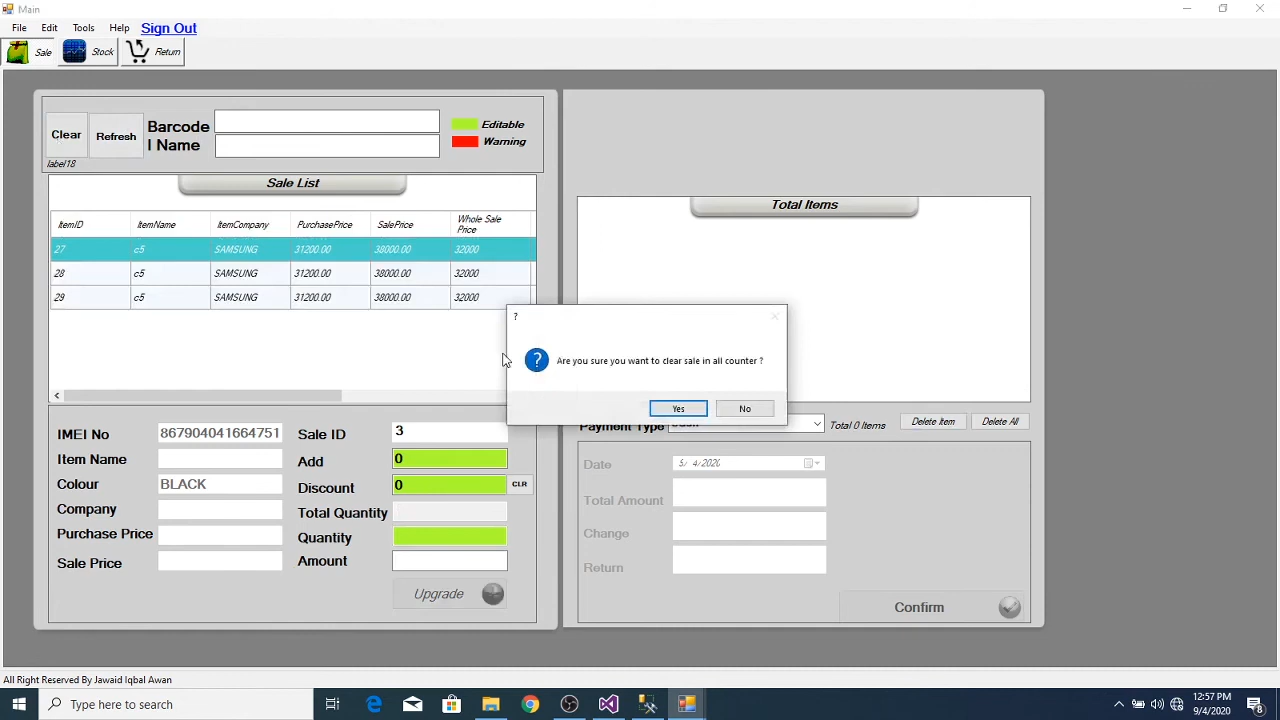 Main
File Edit Tools Help Sign Out
Sale Stock Return
Clear Refresh Barcode
I Name
label18
Editable
Warning
Sale List
ItemID ItemName ItemCompany PurchasePrice SalePrice Whole Sale Price
27 c5 SAMSUNG 31200.00 38000.00 32000
28 c5 SAMSUNG 31200.00 38000.00 32000
29 c5 SAMSUNG 31200.00 38000.00 32000
Total Items
?
Are you sure you want to clear sale in all counter ?
Yes No
IMEI No 867904041664751
Item Name
Colour BLACK
Company
Purchase Price
Sale Price
Sale ID 3
Add 0
Discount 0 CLR
Total Quantity
Quantity
Amount
Upgrade
Payment Type Total 0 Items Delete Item Delete All
Date 5/ 4/2020
Total Amount
Change
Return
Confirm
All Right Reserved By Jawaid Iqbal Awan
Type here to search
12:57 PM
9/4/2020
8